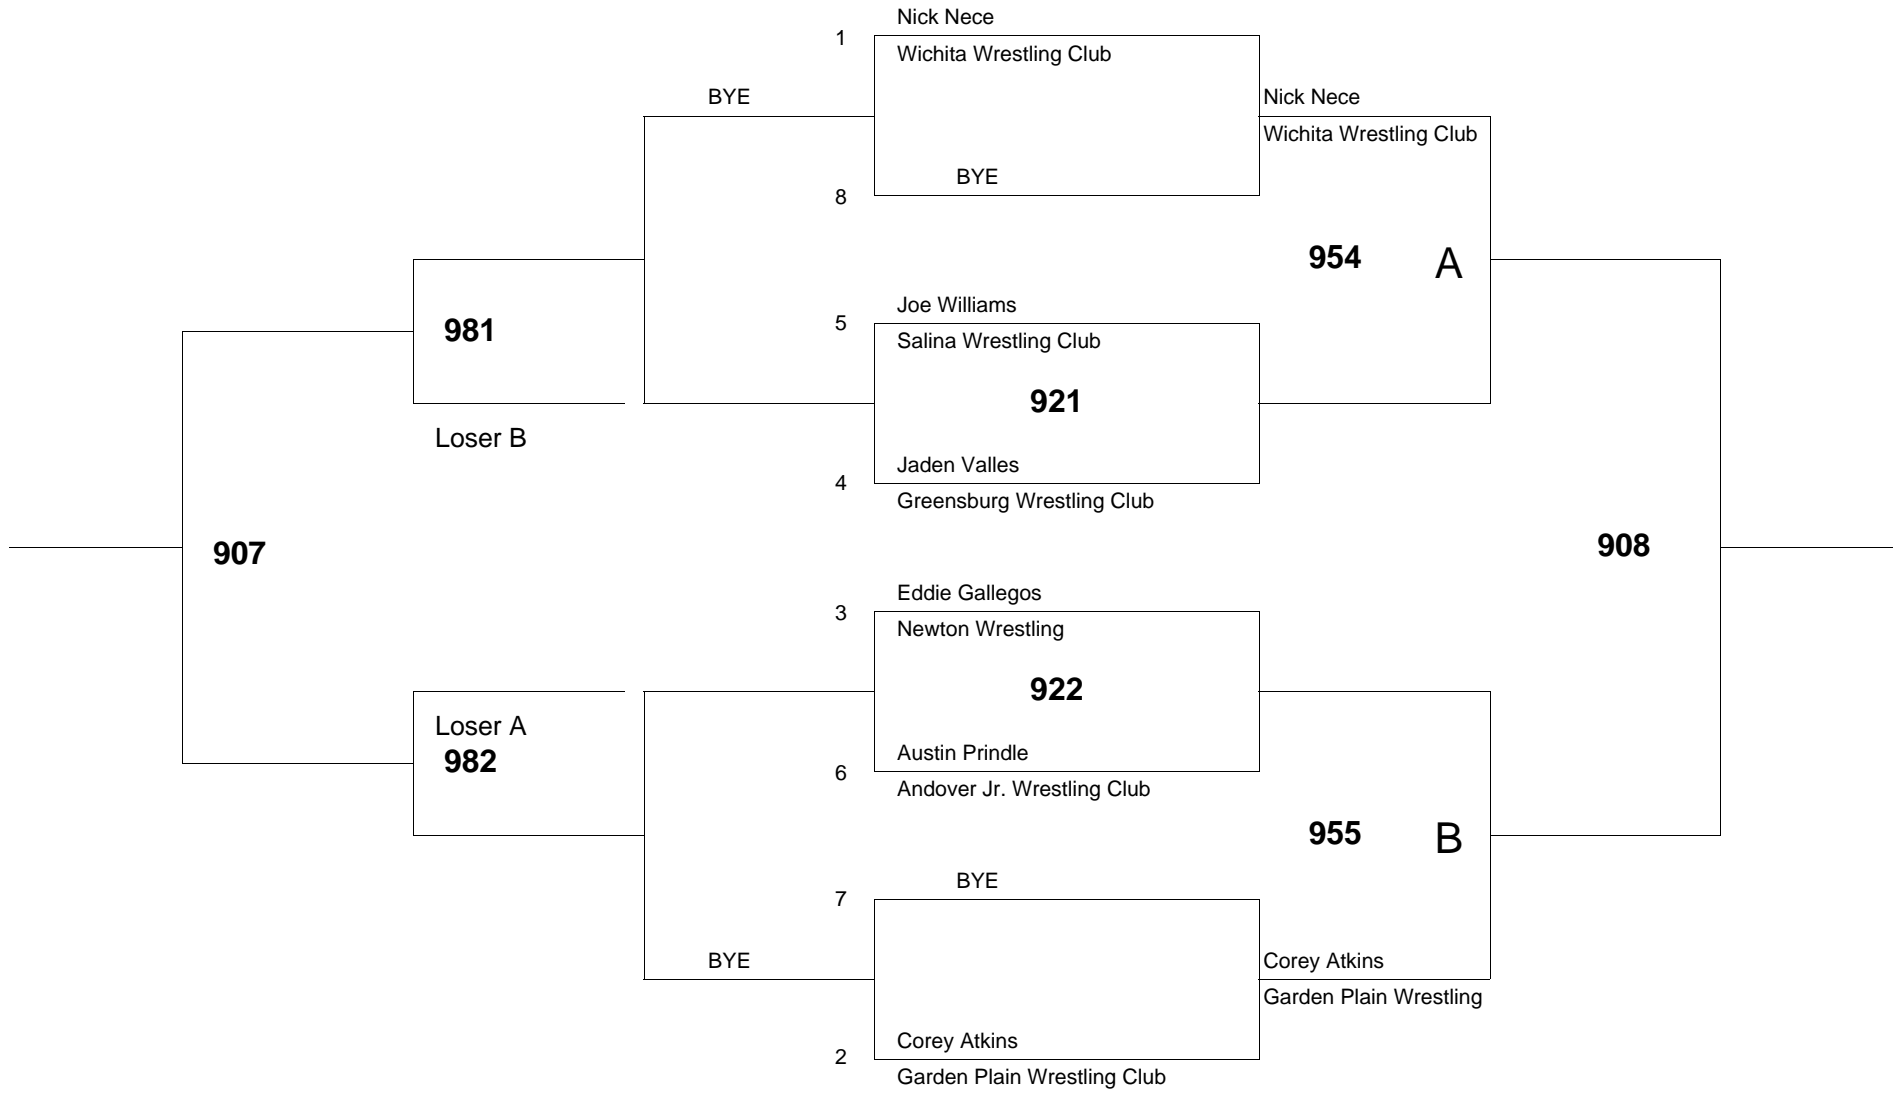 Nick Nece
1
Wichita Wrestling Club
BYE
Nick Nece
Wichita Wrestling Club
BYE
8
954
A
Joe Williams
5
Salina Wrestling Club
981
921
Loser B
Jaden Valles
4
Greensburg Wrestling Club
907
908
Eddie Gallegos
3
Newton Wrestling
922
Loser A
982
Austin Prindle
6
Andover Jr. Wrestling Club
955
B
BYE
7
BYE
Corey Atkins
Garden Plain Wrestling
Corey Atkins
2
Garden Plain Wrestling Club